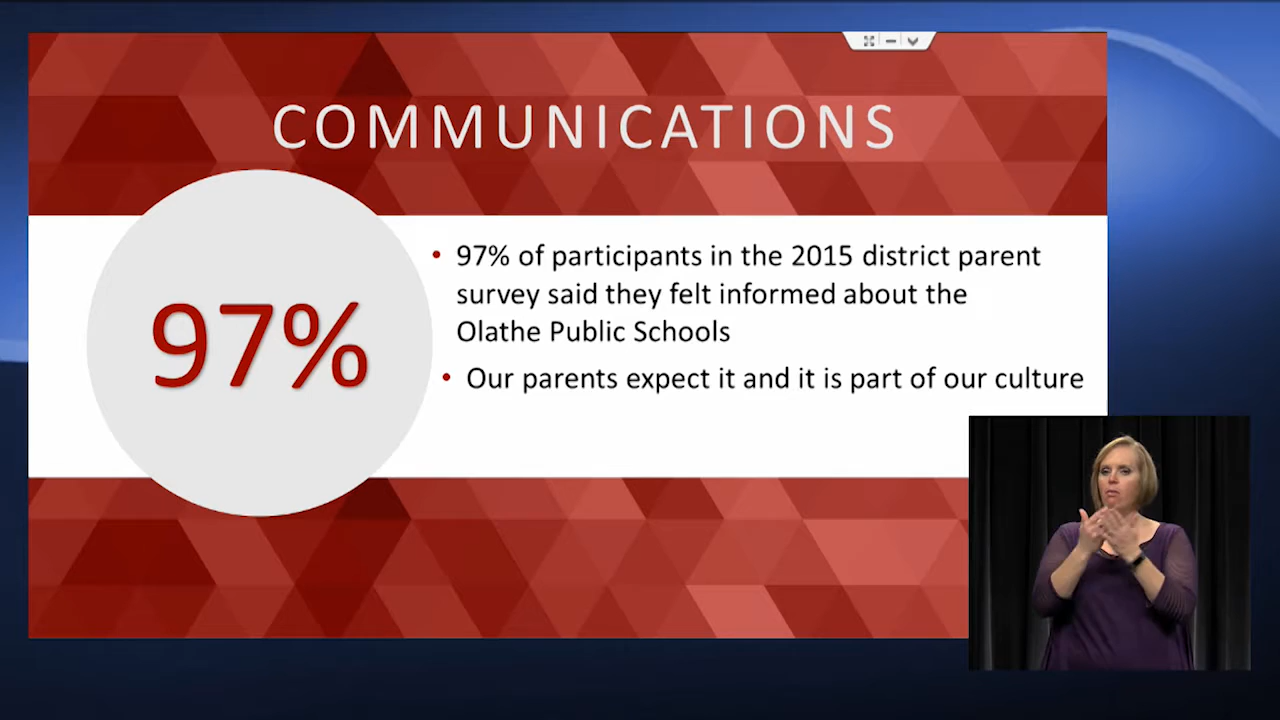 COMMUNICATIONS
97%
• 97% of participants in the 2015 district parent
survey said they felt informed about the
Olathe Public Schools
• Our parents expect it and it is part of our culture